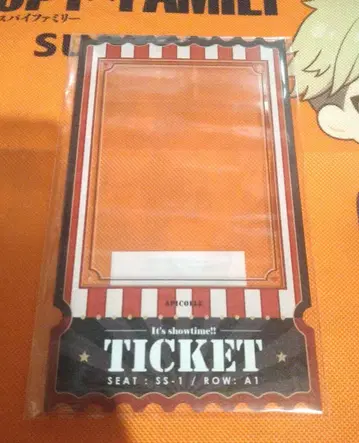 SPY×FAMILY
スパイファミリー
SU
It's showtime!!
TICKET
SEAT : SS-1 / ROW: A1